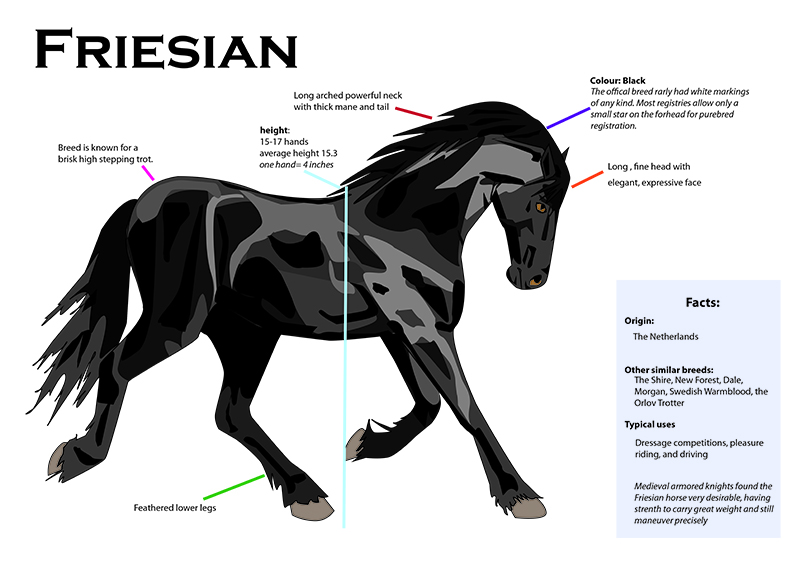 FRIESIAN
Long arched powerful neck
with thick mane and tail
Colour: Black
The offical breed rarly had white markings
of any kind. Most registries allow only a
small star on the forhead for purebred
registration.
height:
15-17 hands
average height 15.3
one hand= 4 inches
Breed is known for a
brisk high stepping trot.
Long , fine head with
elegant, expressive face
Feathered lower legs
Facts:
Origin:
The Netherlands
Other similar breeds:
The Shire, New Forest, Dale,
Morgan, Swedish Warmblood, the
Orlov Trotter
Typical uses
Dressage competitions, pleasure
riding, and driving
Medieval armored knights found the
Friesian horse very desirable, having
strenth to carry great weight and still
maneuver precisely